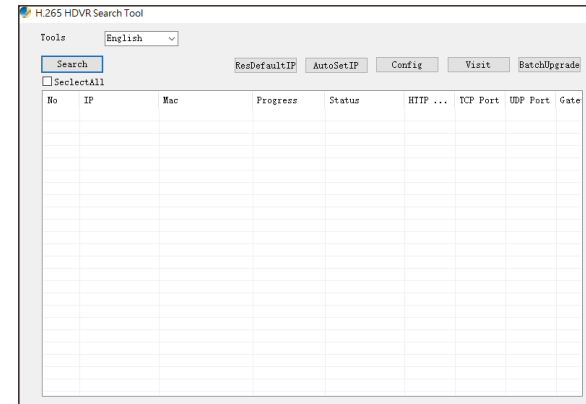 H.265 HDVR Search Tool
Tools English
Search ResDefaultIP AutoSetIP Config Visit BatchUpgrade
SeclectAll
No IP Mac Progress Status HTTP ... TCP Port UDP Port Gate